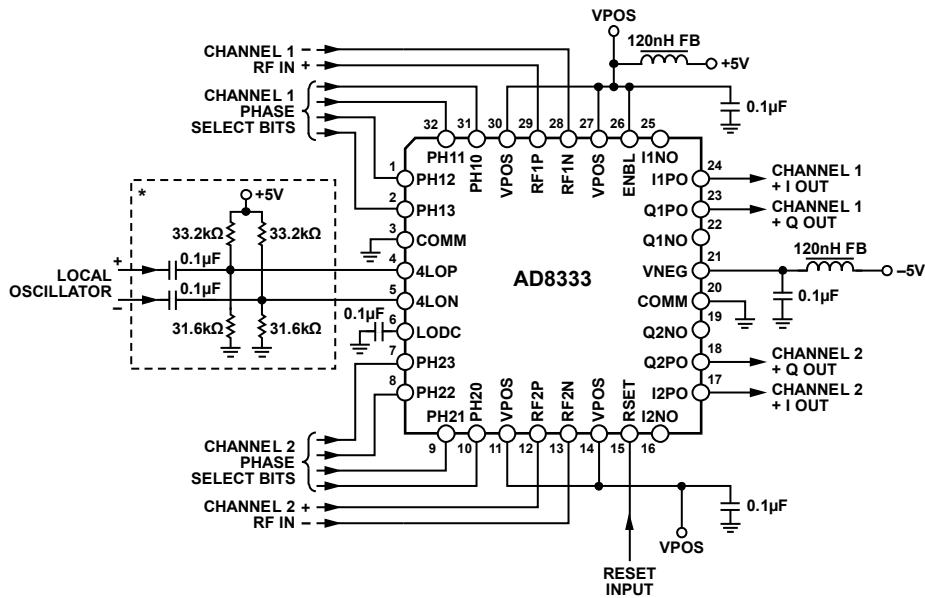 VPOS
120nH FB
+5V
0.1µF
CHANNEL 1 –
RF IN +
CHANNEL 1
PHASE
SELECT BITS
32 31 30 29 28 27 26 25
PH11 PH10 VPOS RF1P RF1N VPOS ENBL I1NO
1 PH12
2 PH13
3 COMM
4 4LOP
5 4LON
6 LODC
7 PH23
8 PH22
*
+5V
33.2kΩ 33.2kΩ
+ 0.1µF
LOCAL
OSCILLATOR
– 0.1µF
31.6kΩ 31.6kΩ
0.1µF
AD8333
I1PO 24 CHANNEL 1
+ I OUT
Q1PO 23 CHANNEL 1
+ Q OUT
Q1NO 22
VNEG 21
120nH FB
–5V
0.1µF
COMM 20
Q2NO 19
Q2PO 18 CHANNEL 2
+ Q OUT
I2PO 17 CHANNEL 2
+ I OUT
PH21 PH20 VPOS RF2P RF2N VPOS RSET I2NO
9 10 11 12 13 14 15 16
CHANNEL 2
PHASE
SELECT BITS
CHANNEL 2 +
RF IN –
0.1µF
VPOS
RESET
INPUT